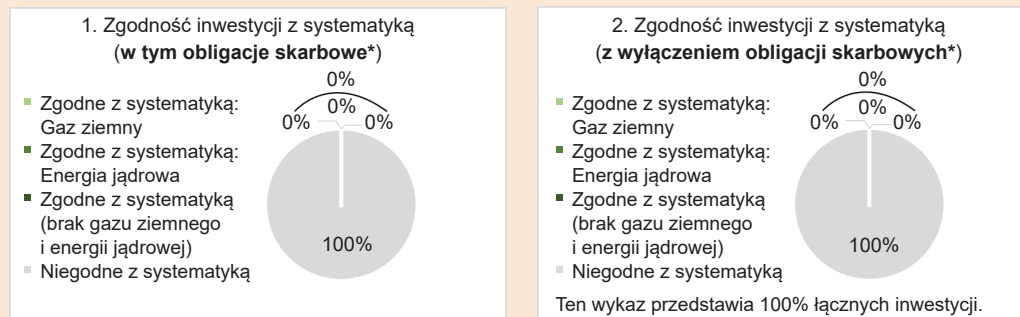 1. Zgodność inwestycji z systematyką
(w tym obligacje skarbowe*)
0%
0%
0%
0%
100%
Zgodne z systematyką:
Gaz ziemny
Zgodne z systematyką:
Energia jądrowa
Zgodne z systematyką
(brak gazu ziemnego
i energii jądrowej)
Niegodne z systematyką
2. Zgodność inwestycji z systematyką
(z wyłączeniem obligacji skarbowych*)
0%
0%
0%
0%
100%
Zgodne z systematyką:
Gaz ziemny
Zgodne z systematyką:
Energia jądrowa
Zgodne z systematyką
(brak gazu ziemnego
i energii jądrowej)
Niegodne z systematyką
Ten wykaz przedstawia 100% łącznych inwestycji.